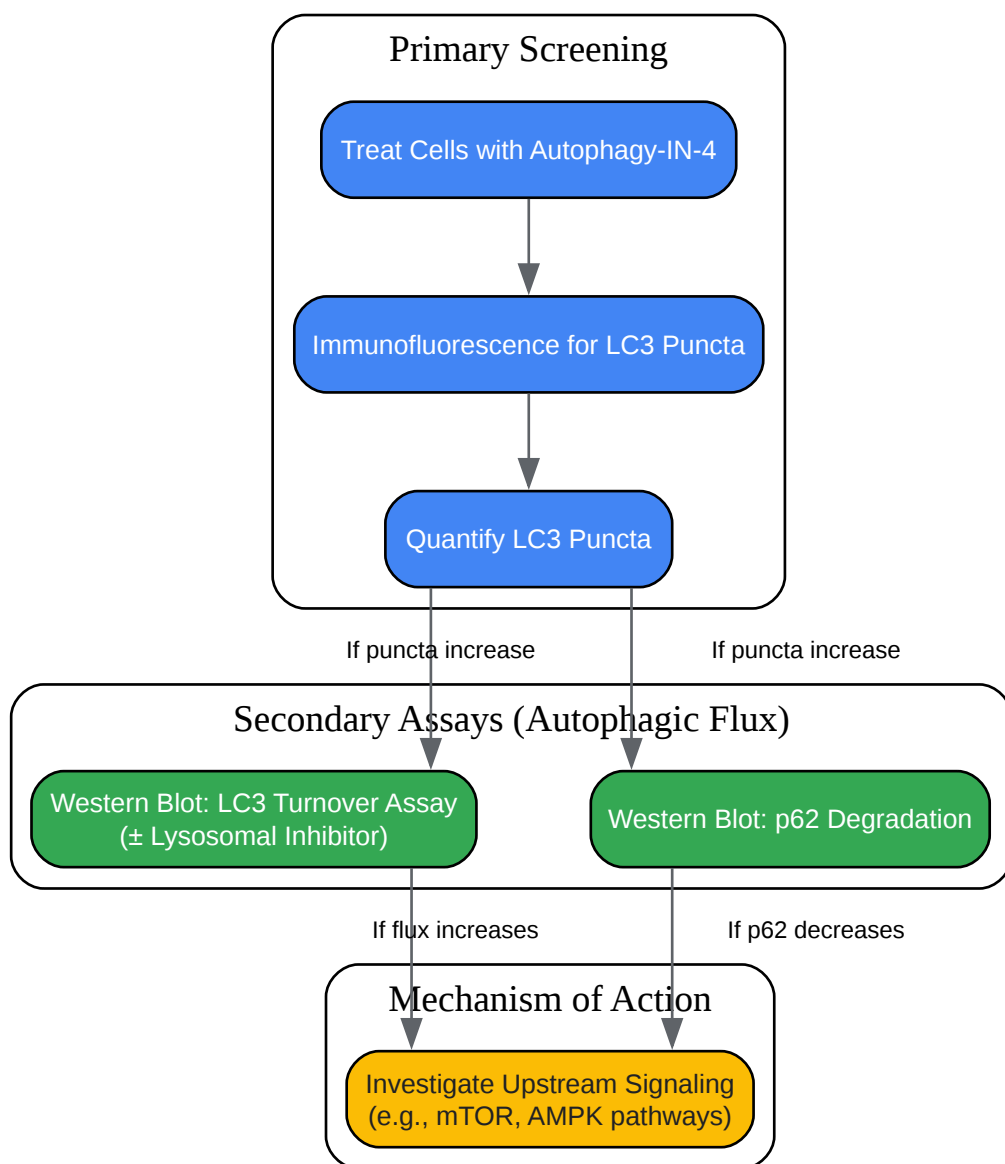 Primary Screening
Treat Cells with Autophagy-IN-4
Immunofluorescence for LC3 Puncta
Quantify LC3 Puncta
If puncta increase
If puncta increase
Secondary Assays (Autophagic Flux)
Western Blot: LC3 Turnover Assay
(± Lysosomal Inhibitor)
Western Blot: p62 Degradation
If flux increases
If p62 decreases
Mechanism of Action
Investigate Upstream Signaling
(e.g., mTOR, AMPK pathways)